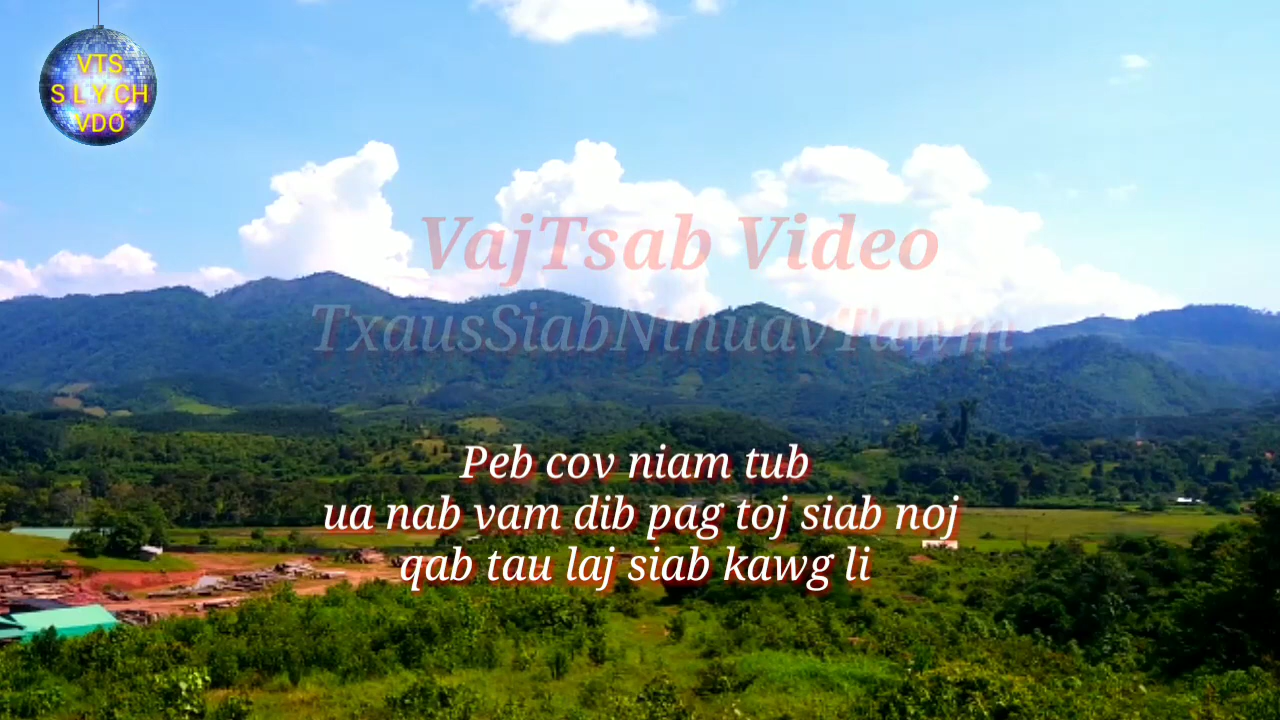 VTS
S L Y CH
VDO
VajTsab Video
TxausSiabNthuavTawm
Peb cov niam tub
ua nab vam dib pag toj siab noj
qab tau laj siab kawg li